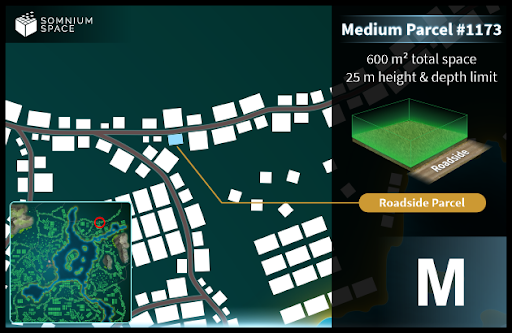 SOMNIUM
SPACE
Medium Parcel #1173
600 m² total space
25 m height & depth limit
Roadside
Roadside Parcel
M